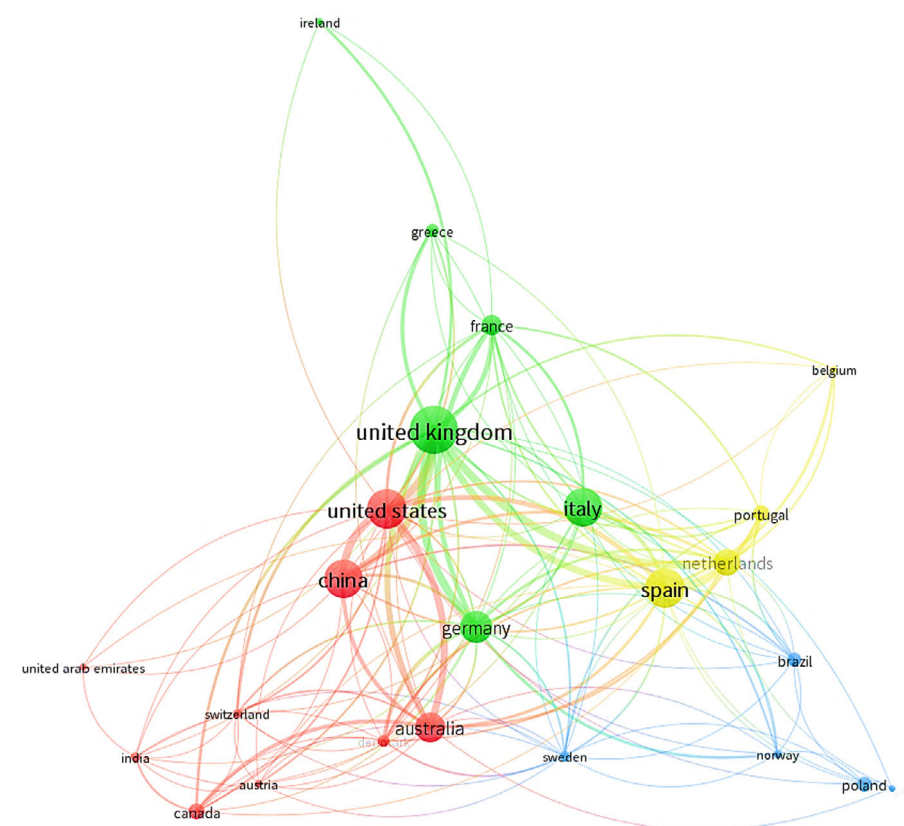 ireland
greece
france
belgium
united kingdom
united states
italy
portugal
netherlands
china
spain
germany
brazil
united arab emirates
switzerland
australia
denmark
india
sweden
norway
austria
poland
canada